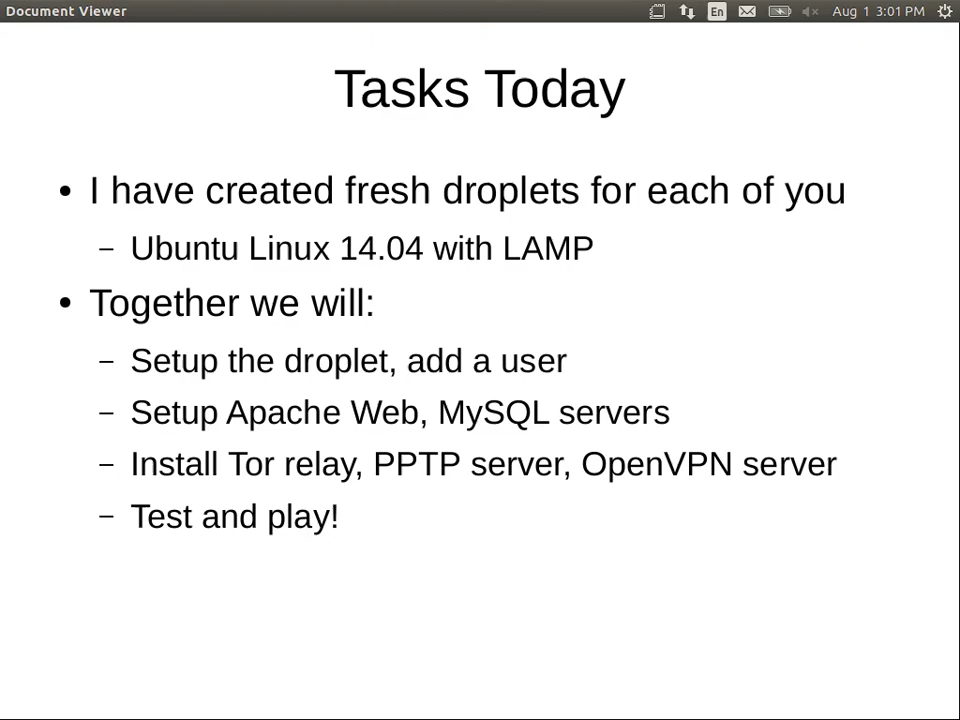 Document Viewer
En
Aug 1 3:01 PM
Tasks Today
• I have created fresh droplets for each of you
– Ubuntu Linux 14.04 with LAMP
• Together we will:
– Setup the droplet, add a user
– Setup Apache Web, MySQL servers
– Install Tor relay, PPTP server, OpenVPN server
– Test and play!